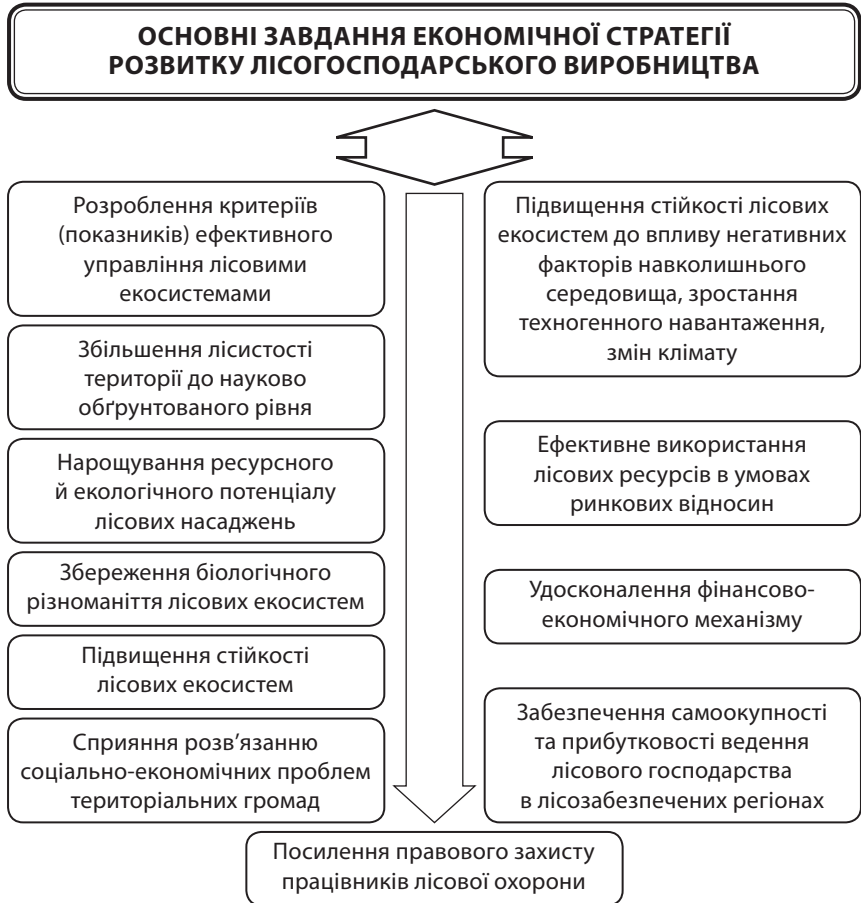 ОСНОВНІ ЗАВДАННЯ ЕКОНОМІЧНОЇ СТРАТЕГІЇ
РОЗВИТКУ ЛІСОГОСПОДАРСЬКОГО ВИРОБНИЦТВА
Розроблення критеріїв
(показників) ефективного
управління лісовими
екосистемами
Збільшення лісистості
території до науково
обґрунтованого рівня
Нарощування ресурсного
й екологічного потенціалу
лісових насаджень
Збереження біологічного
різноманіття лісових екосистем
Підвищення стійкості
лісових екосистем
Сприяння розв'язанню
соціально-економічних проблем
територіальних громад
Підвищення стійкості лісових
екосистем до впливу негативних
факторів навколишнього
середовища, зростання
техногенного навантаження,
змін клімату
Ефективне використання
лісових ресурсів в умовах
ринкових відносин
Удосконалення фінансово-
економічного механізму
Забезпечення самоокупності
та прибутковості ведення
лісового господарства
в лісозабезпечених регіонах
Посилення правового захисту
працівників лісової охорони